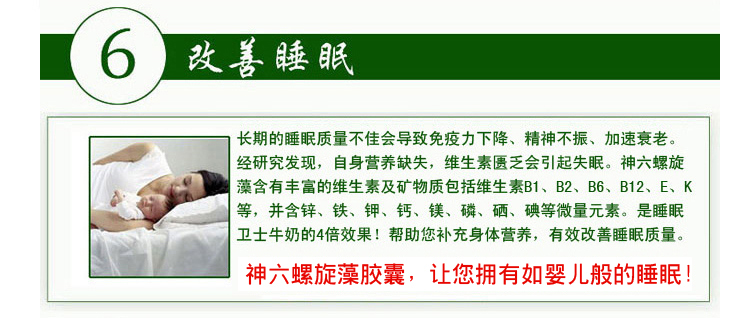 6
改善睡眠
长期的睡眠质量不佳会导致免疫力下降、精神不振、加速衰老。
经研究发现，自身营养缺失，维生素匮乏会引起失眠。神六螺旋
藻含有丰富的维生素及矿物质包括维生素B1、B2、B6、B12、E、K
等，并含锌、铁、钾、钙、镁、磷、硒、碘等微量元素。是睡眠
卫士牛奶的4倍效果！帮助您补充身体营养，有效改善睡眠质量。
神六螺旋藻胶囊，让您拥有如婴儿般的睡眠！